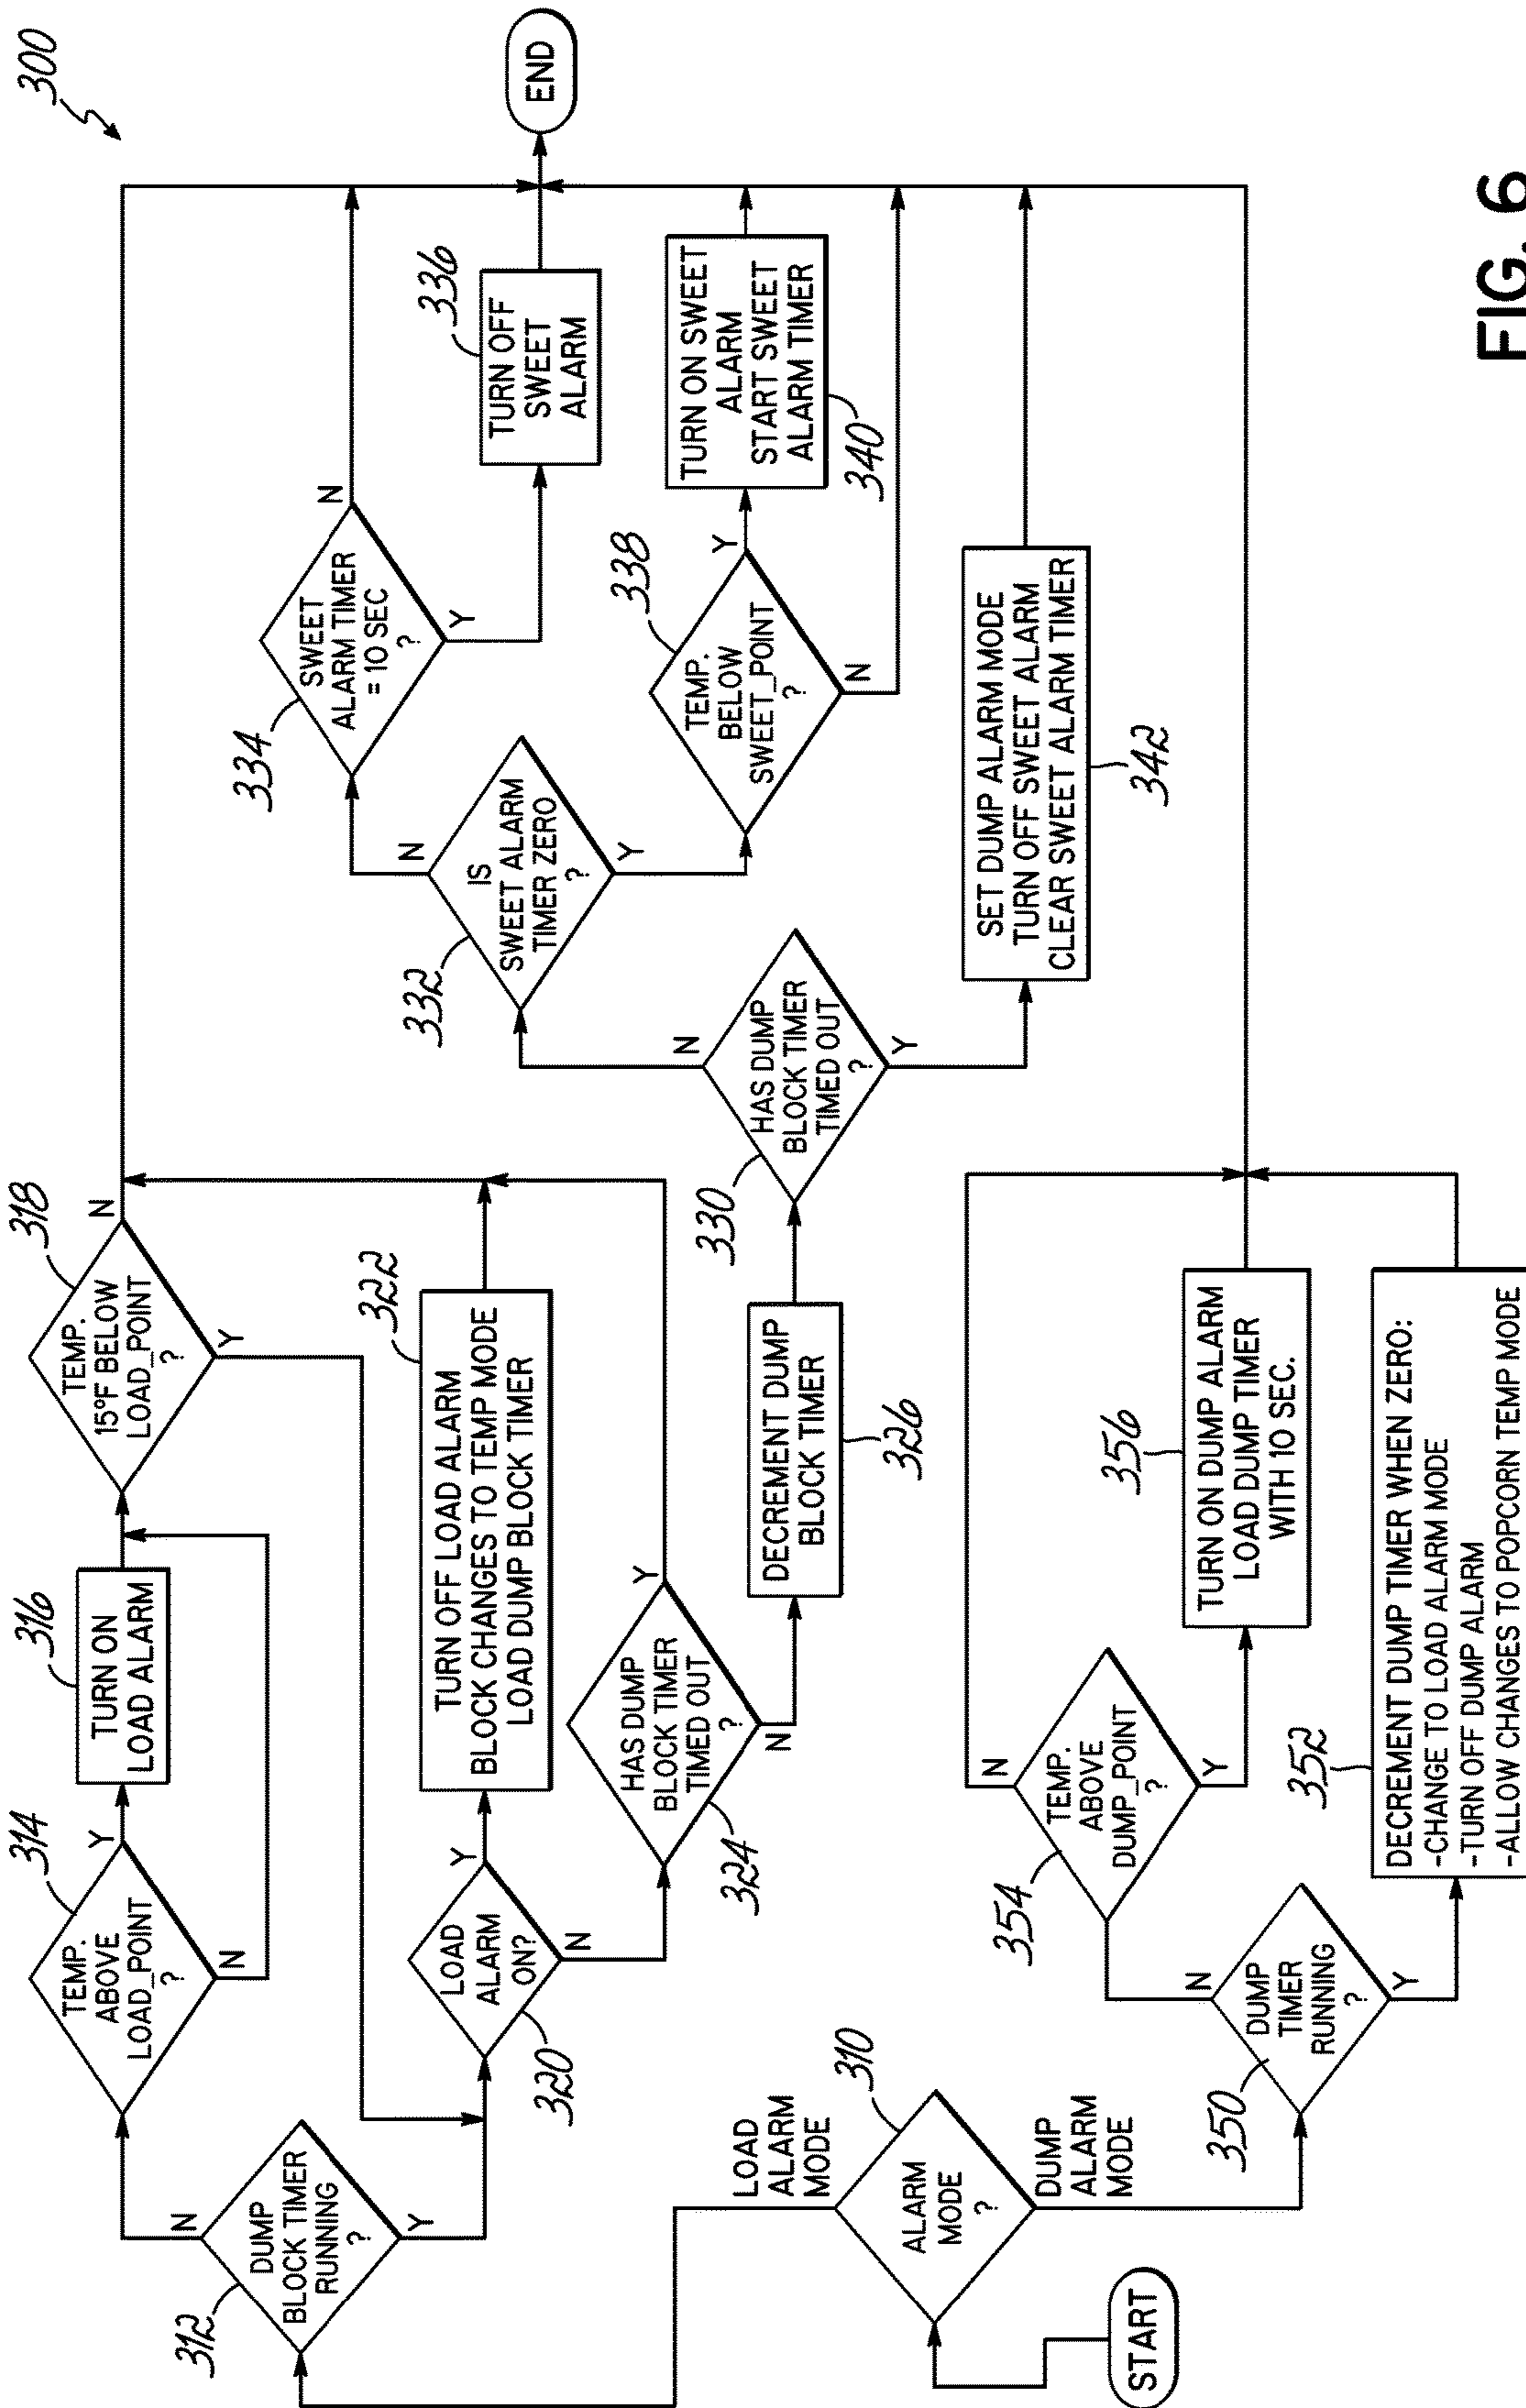 300
START
310
ALARM
MODE
?
LOAD
ALARM
MODE
DUMP
ALARM
MODE
312
DUMP
BLOCK TIMER
RUNNING
?
N
Y
314
TEMP.
ABOVE
LOAD_POINT
?
Y
N
316
TURN ON
LOAD ALARM
318
TEMP.
15°F BELOW
LOAD_POINT
?
N
Y
320
LOAD
ALARM
ON?
Y
N
322
TURN OFF LOAD ALARM
BLOCK CHANGES TO TEMP MODE
LOAD DUMP BLOCK TIMER
324
HAS DUMP
BLOCK TIMER
TIMED OUT
?
Y
N
326
DECREMENT DUMP
BLOCK TIMER
330
HAS DUMP
BLOCK TIMER
TIMED OUT
?
N
Y
332
IS
SWEET ALARM
TIMER ZERO
?
N
Y
334
SWEET
ALARM TIMER
= 10 SEC
?
N
Y
336
TURN OFF
SWEET
ALARM
338
TEMP.
BELOW
SWEET_POINT
?
Y
N
340
TURN ON SWEET
ALARM
START SWEET
ALARM TIMER
342
SET DUMP ALARM MODE
TURN OFF SWEET ALARM
CLEAR SWEET ALARM TIMER
350
DUMP
TIMER
RUNNING
?
N
Y
352
DECREMENT DUMP TIMER WHEN ZERO:
-CHANGE TO LOAD ALARM MODE
-TURN OFF DUMP ALARM
-ALLOW CHANGES TO POPCORN TEMP MODE
354
TEMP.
ABOVE
DUMP_POINT
?
N
Y
356
TURN ON DUMP ALARM
LOAD DUMP TIMER
WITH 10 SEC.
END
FIG. 6